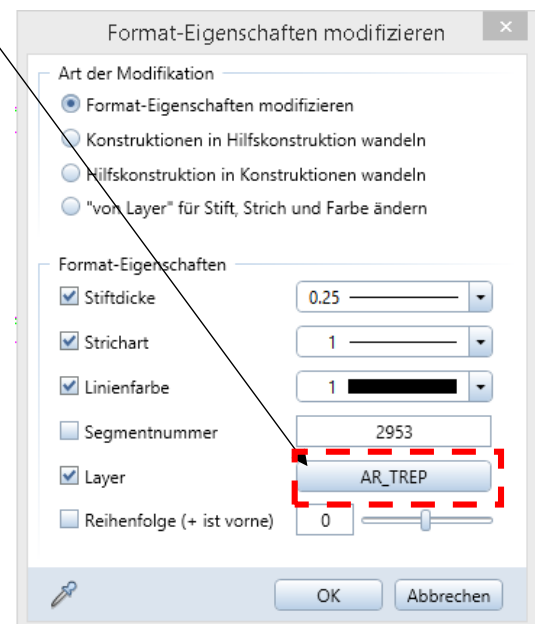 Format-Eigenschaften modifizieren
Art der Modifikation
Format-Eigenschaften modifizieren
Konstruktionen in Hilfskonstruktion wandeln
Hilfskonstruktion in Konstruktionen wandeln
"von Layer" für Stift, Strich und Farbe ändern
Format-Eigenschaften
Stiftdicke 0.25
Strichart 1
Linienfarbe 1
Segmentnummer 2953
Layer AR_TREP
Reihenfolge (+ ist vorne) 0
OK Abbrechen